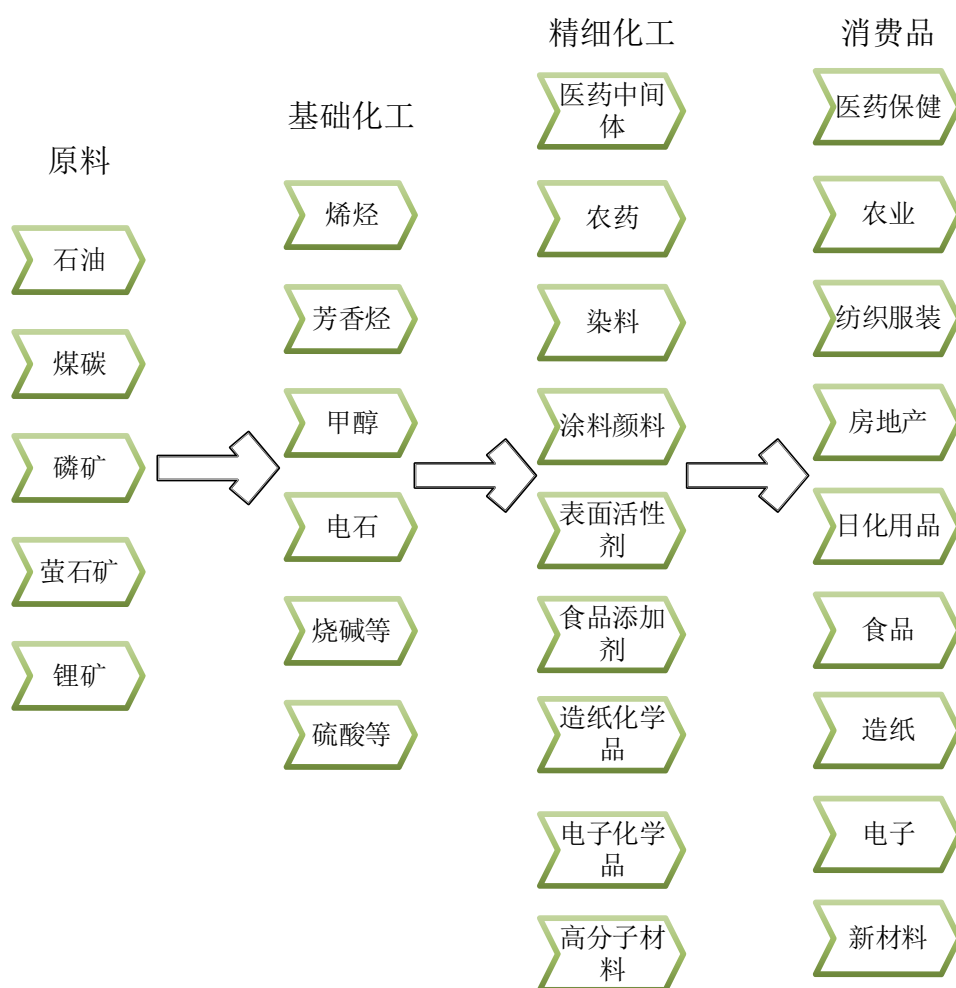 原料
石油
煤碳
磷矿
萤石矿
锂矿
基础化工
烯烃
芳香烃
甲醇
电石
烧碱等
硫酸等
精细化工
医药中间
体
农药
染料
涂料颜料
表面活性
剂
食品添加
剂
造纸化学
品
电子化学
品
高分子材
料
消费品
医药保健
农业
纺织服装
房地产
日化用品
食品
造纸
电子
新材料